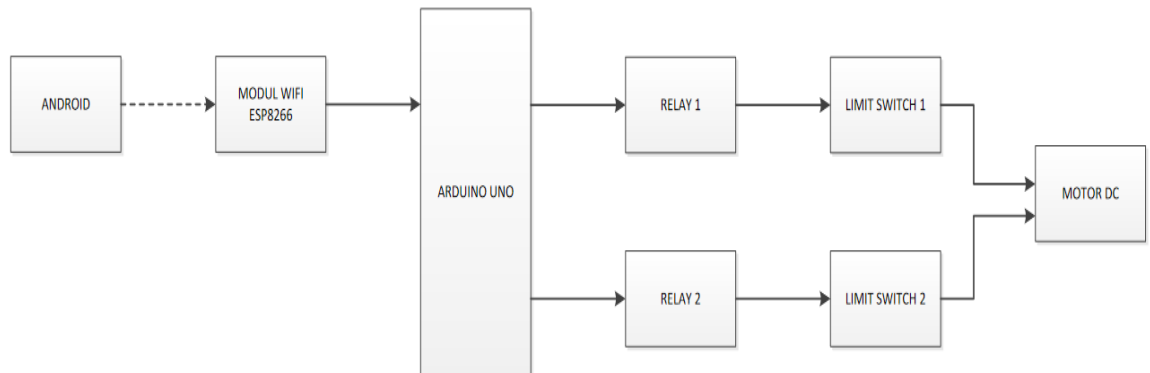 ANDROID
MODUL WIFI
ESP8266
ARDUINO UNO
RELAY 1
LIMIT SWITCH 1
MOTOR DC
RELAY 2
LIMIT SWITCH 2